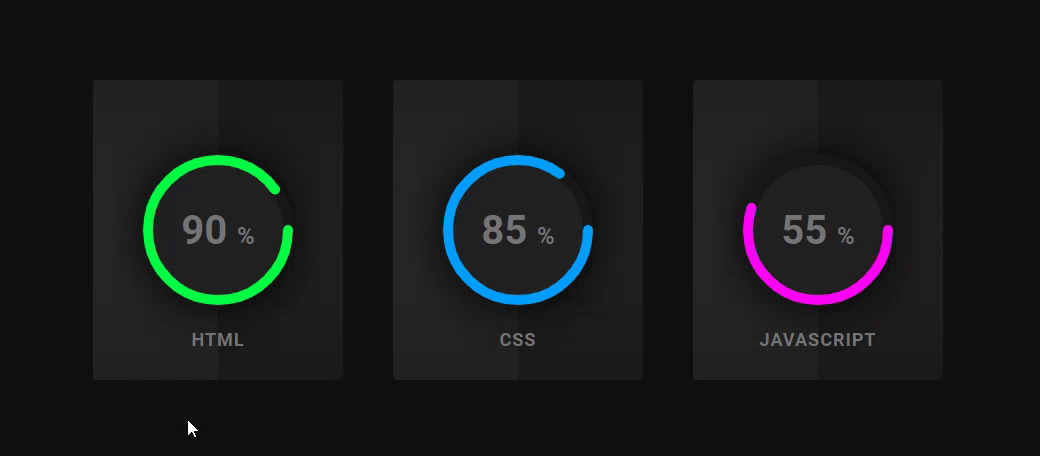 90 %
HTML
85 %
CSS
55 %
JAVASCRIPT